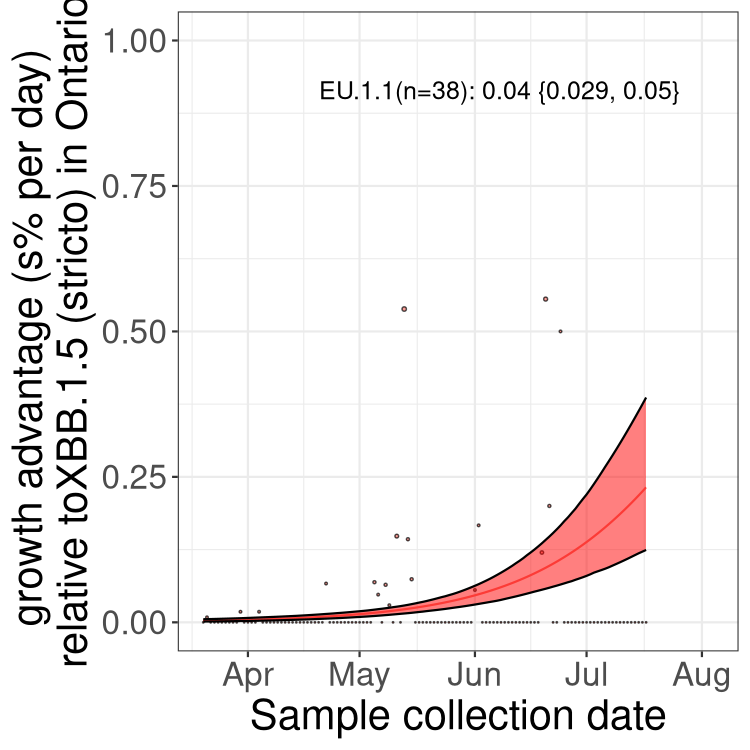 growth advantage (s% per day)
relative toXBB.1.5 (stricto) in Ontario
1.00
0.75
0.50
0.25
0.00
EU.1.1(n=38): 0.04 {0.029, 0.05}
Apr May Jun Jul Aug
Sample collection date